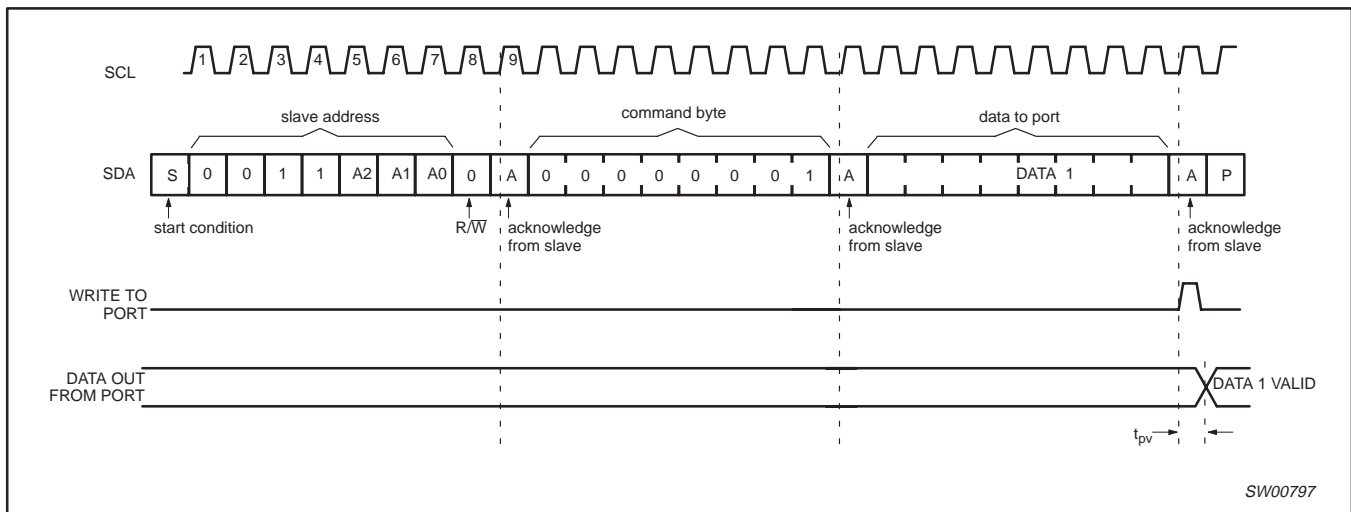 SCL 1 2 3 4 5 6 7 8 9
slave address command byte data to port
SDA S 0 0 1 1 A2 A1 A0 0 A 0 0 0 0 0 0 0 1 A DATA 1 A P
start condition R/W̅ acknowledge from slave acknowledge from slave acknowledge from slave
WRITE TO
PORT
DATA OUT
FROM PORT
DATA 1 VALID
tpv
SW00797